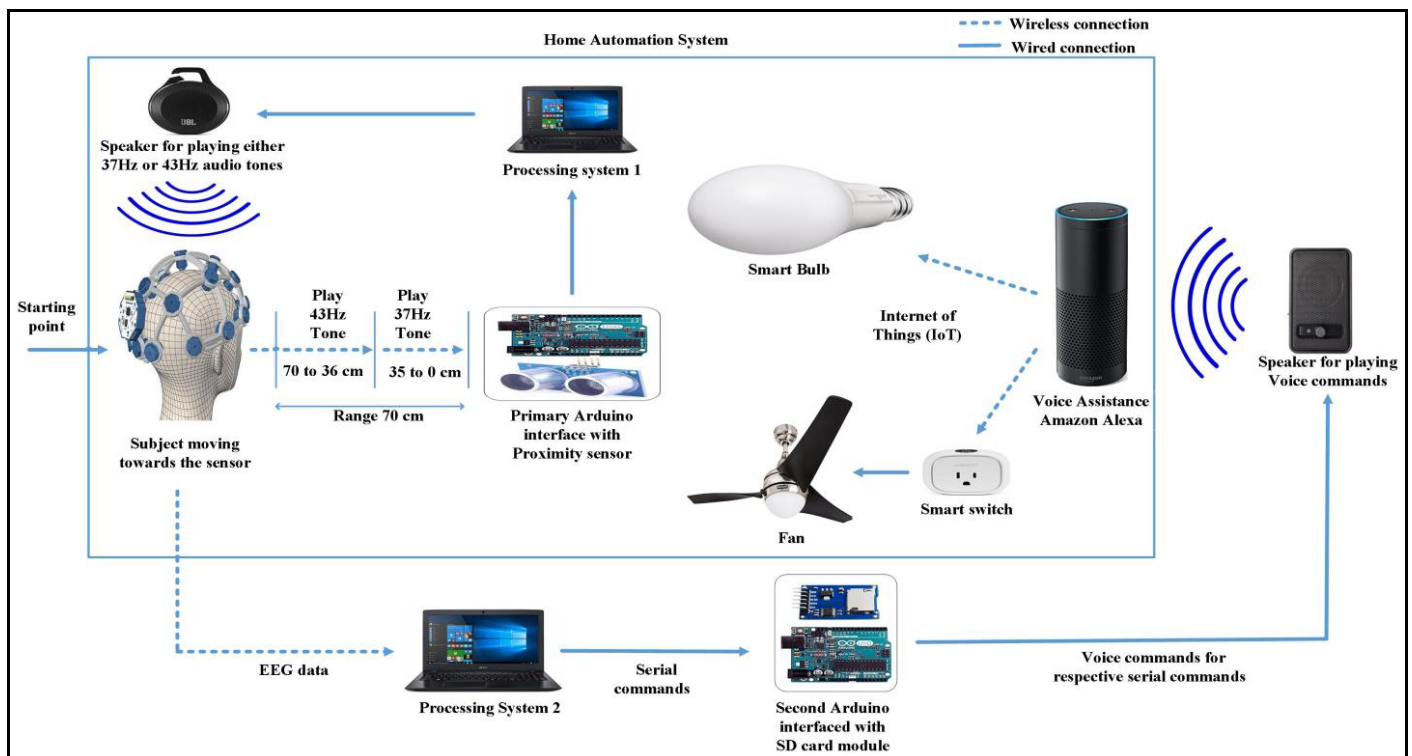 Wireless connection
Wired connection
Home Automation System
JBL
Speaker for playing either
37Hz or 43Hz audio tones
Processing system 1
Smart Bulb
Starting
point
Play
43Hz
Tone
70 to 36 cm
Play
37Hz
Tone
35 to 0 cm
Range 70 cm
Subject moving
towards the sensor
Primary Arduino
interface with
Proximity sensor
Internet of
Things (IoT)
amazon
Voice Assistance
Amazon Alexa
Speaker for playing
Voice commands
Smart switch
Fan
EEG data
Processing System 2
Serial
commands
Second Arduino
interfaced with
SD card module
Voice commands for
respective serial commands